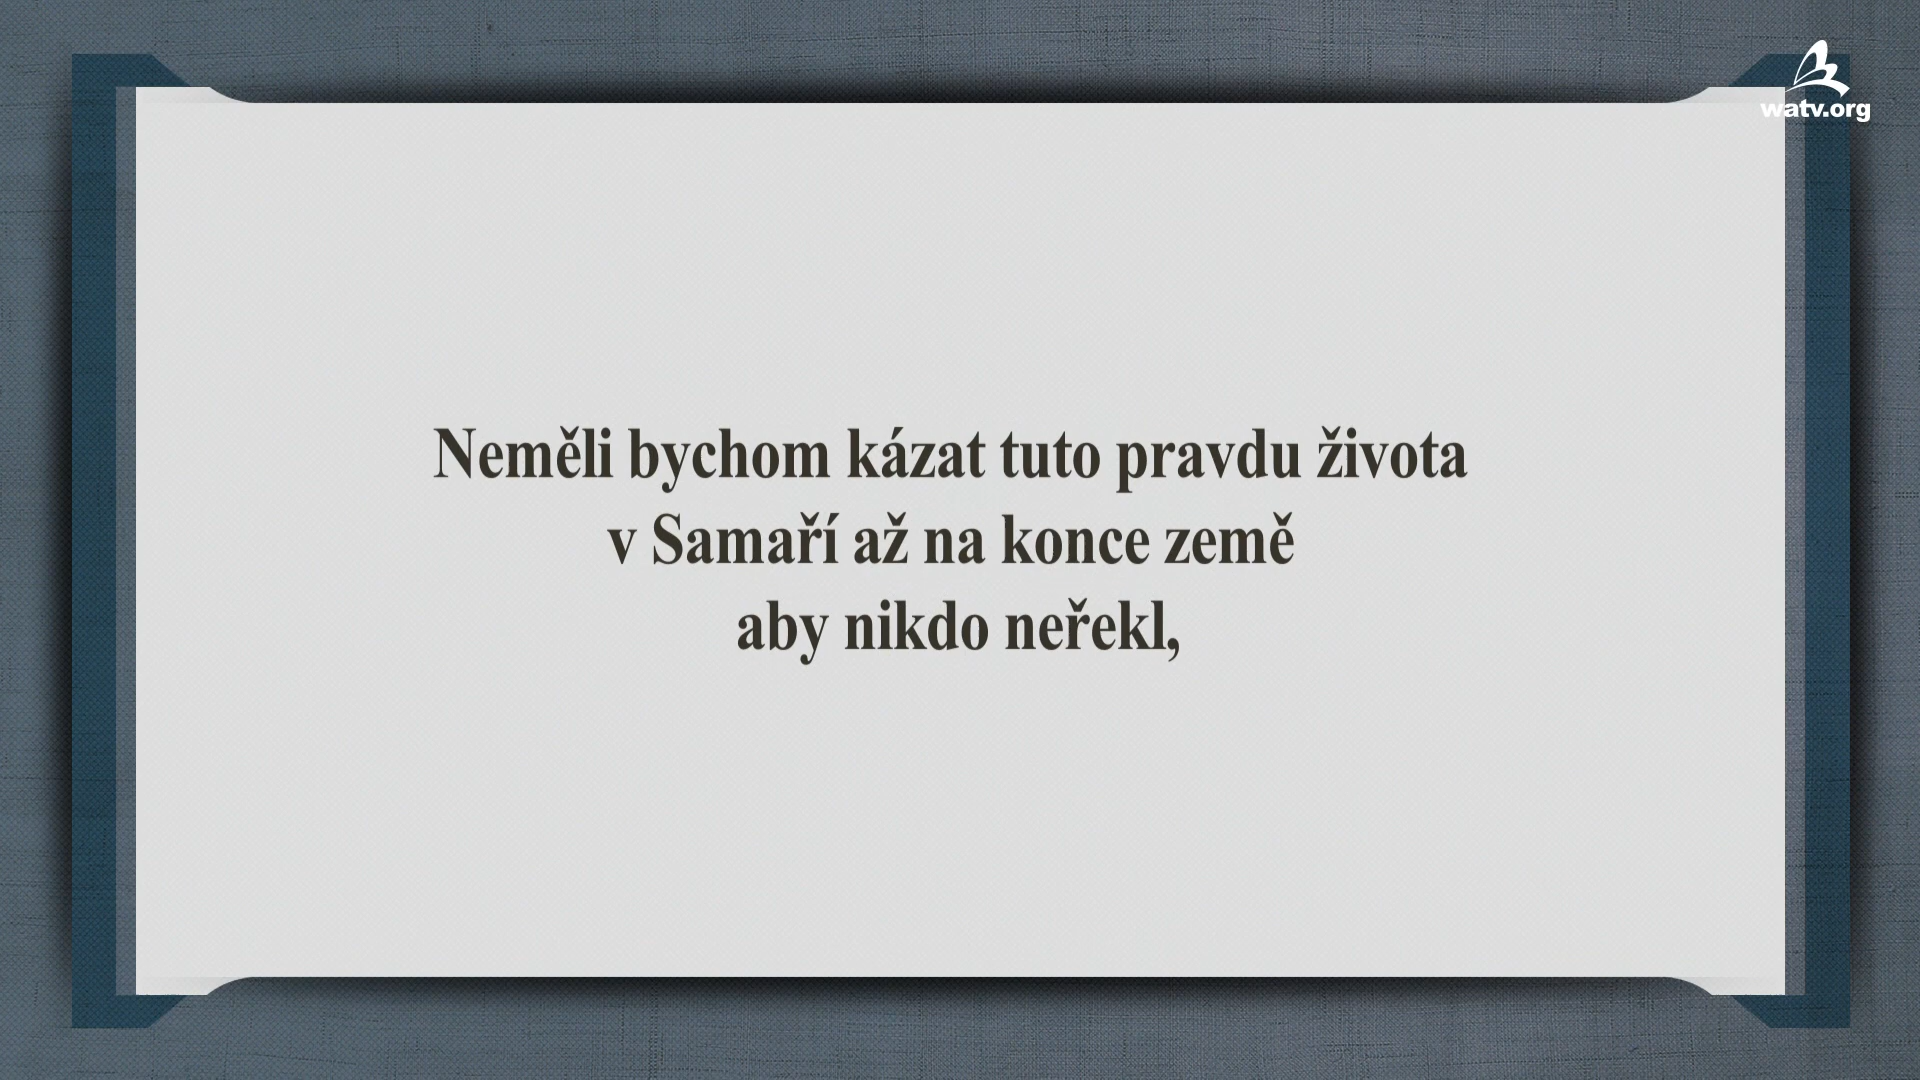 watv.org
Neměli bychom kázat tuto pravdu života
v Samaří až na konce země
aby nikdo neřekl,